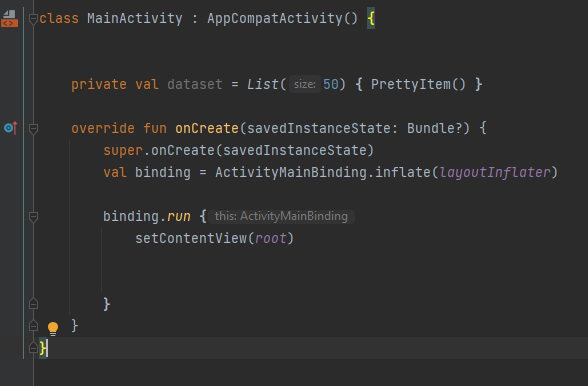 class MainActivity : AppCompatActivity() {
private val dataset = List( size: 50) { PrettyItem() }
override fun onCreate(savedInstanceState: Bundle?) {
super.onCreate(savedInstanceState)
val binding = ActivityMainBinding.inflate(layoutInflater)
binding.run { this: ActivityMainBinding
setContentView(root)
}
}
}